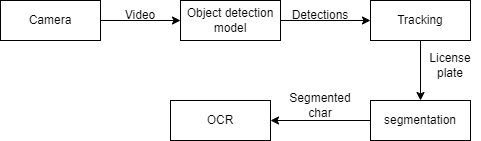 Camera
Video
Object detection
model
Detections
Tracking
License
plate
segmentation
Segmented
char
OCR